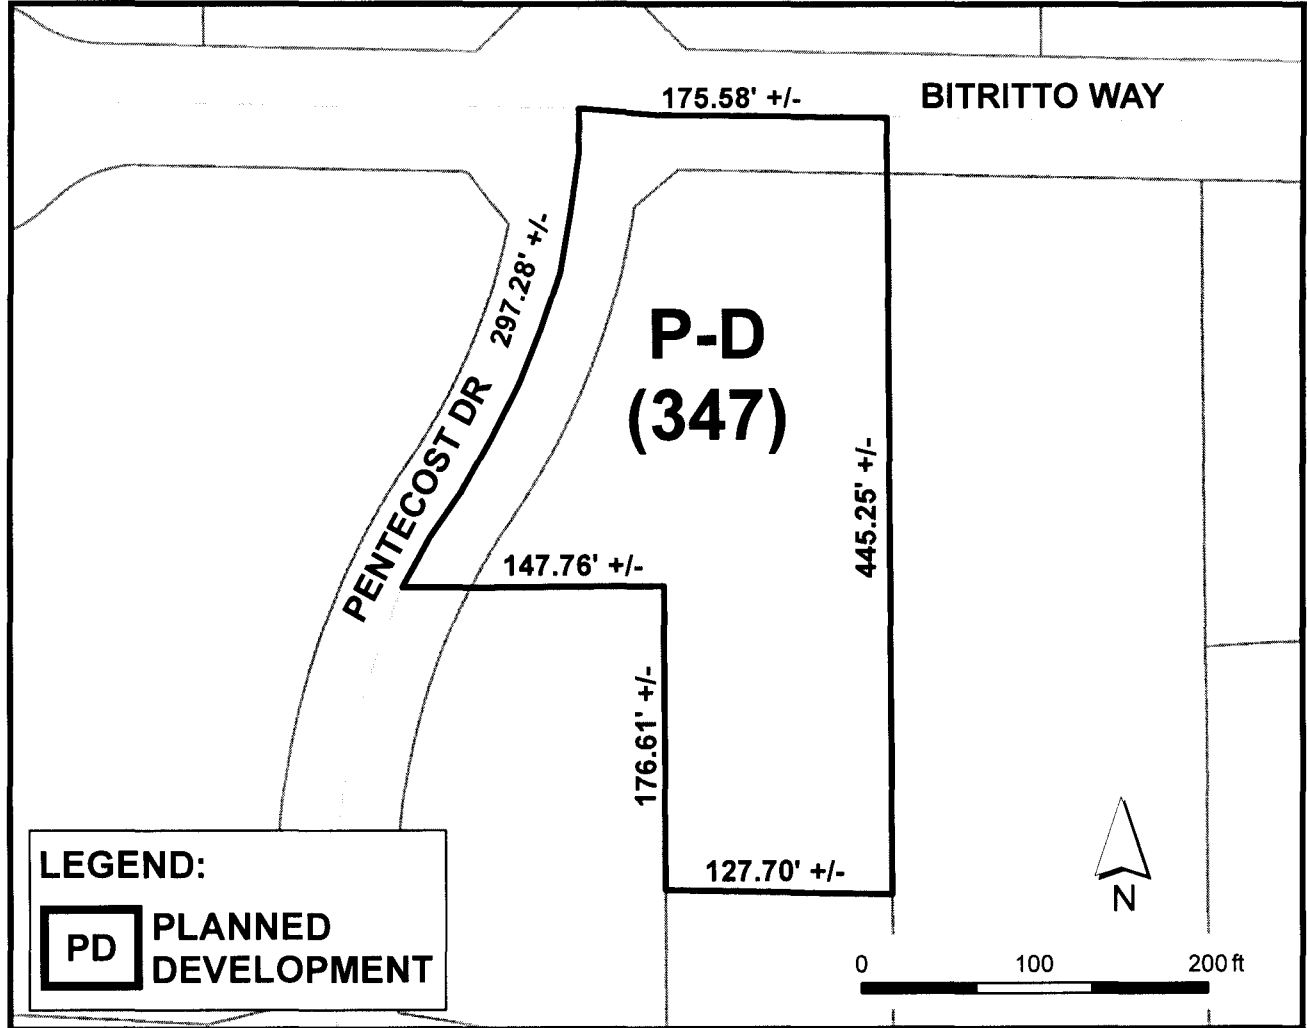 175.58' +/-
BITRITTO WAY
297.28' +/-
PENTECOST DR
P-D
(347)
445.25' +/-
147.76' +/-
176.61' +/-
127.70' +/-
N
LEGEND:
PD
PLANNED
DEVELOPMENT
0 100 200 ft